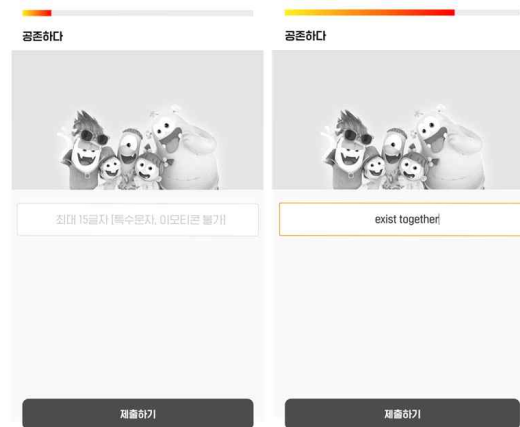 공존하다
최대 15글자 [특수문자, 이모티콘 불가]
제출하기
공존하다
exist together
제출하기